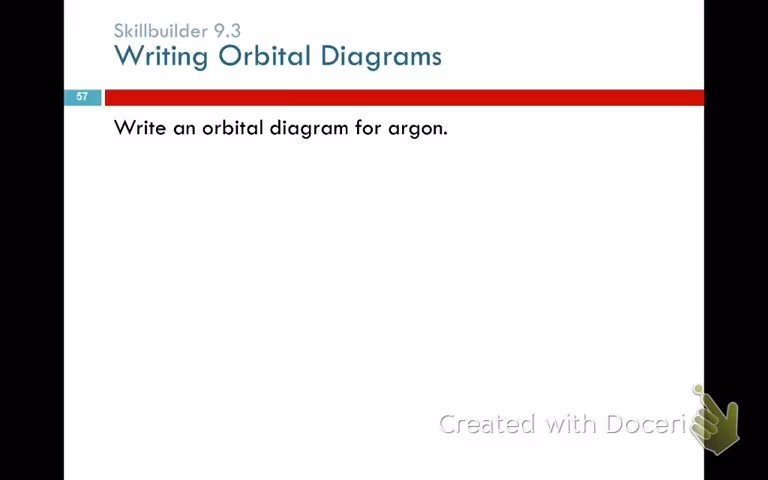 Skillbuilder 9.3
Writing Orbital Diagrams
57
Write an orbital diagram for argon.
Created with Doceri